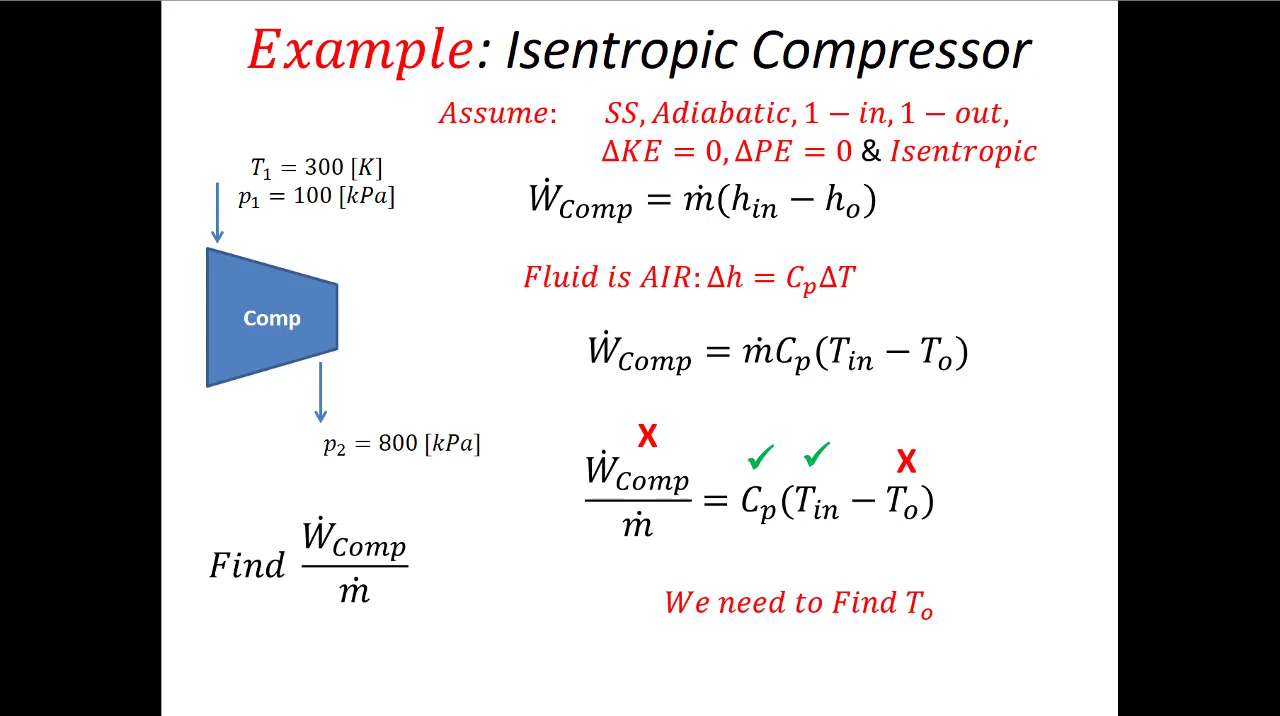 Example: Isentropic Compressor
Assume: SS, Adiabatic, 1 − in, 1 − out,
ΔKE = 0, ΔPE = 0 & Isentropic
T₁ = 300 [K]
p₁ = 100 [kPa]
Ẇ_Comp = ṁ(h_in − h_o)
Fluid is AIR: Δh = C_pΔT
Comp
Ẇ_Comp = ṁC_p(T_in − T_o)
p₂ = 800 [kPa]
X ✓ ✓ X
Ẇ_Comp / ṁ = C_p(T_in − T_o)
Find Ẇ_Comp / ṁ
We need to Find T_o